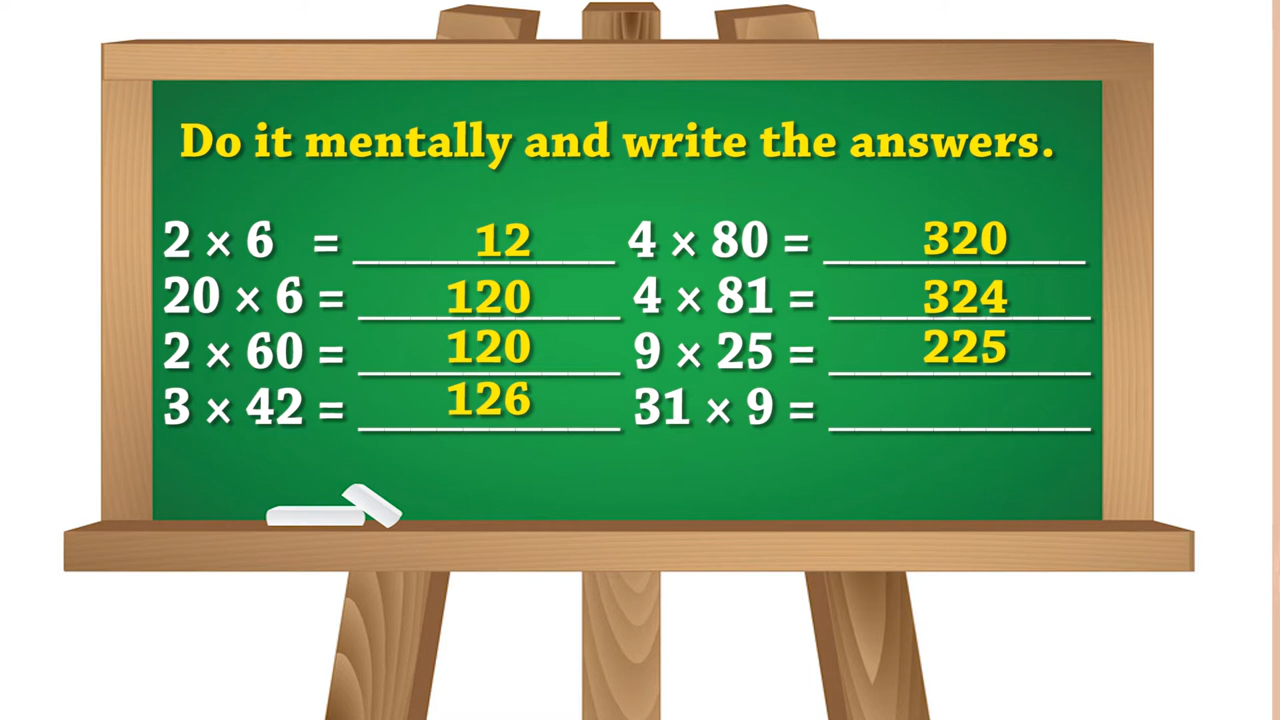 Do it mentally and write the answers.
2 × 6 = 12 4 × 80 = 320
20 × 6 = 120 4 × 81 = 324
2 × 60 = 120 9 × 25 = 225
3 × 42 = 126 31 × 9 =